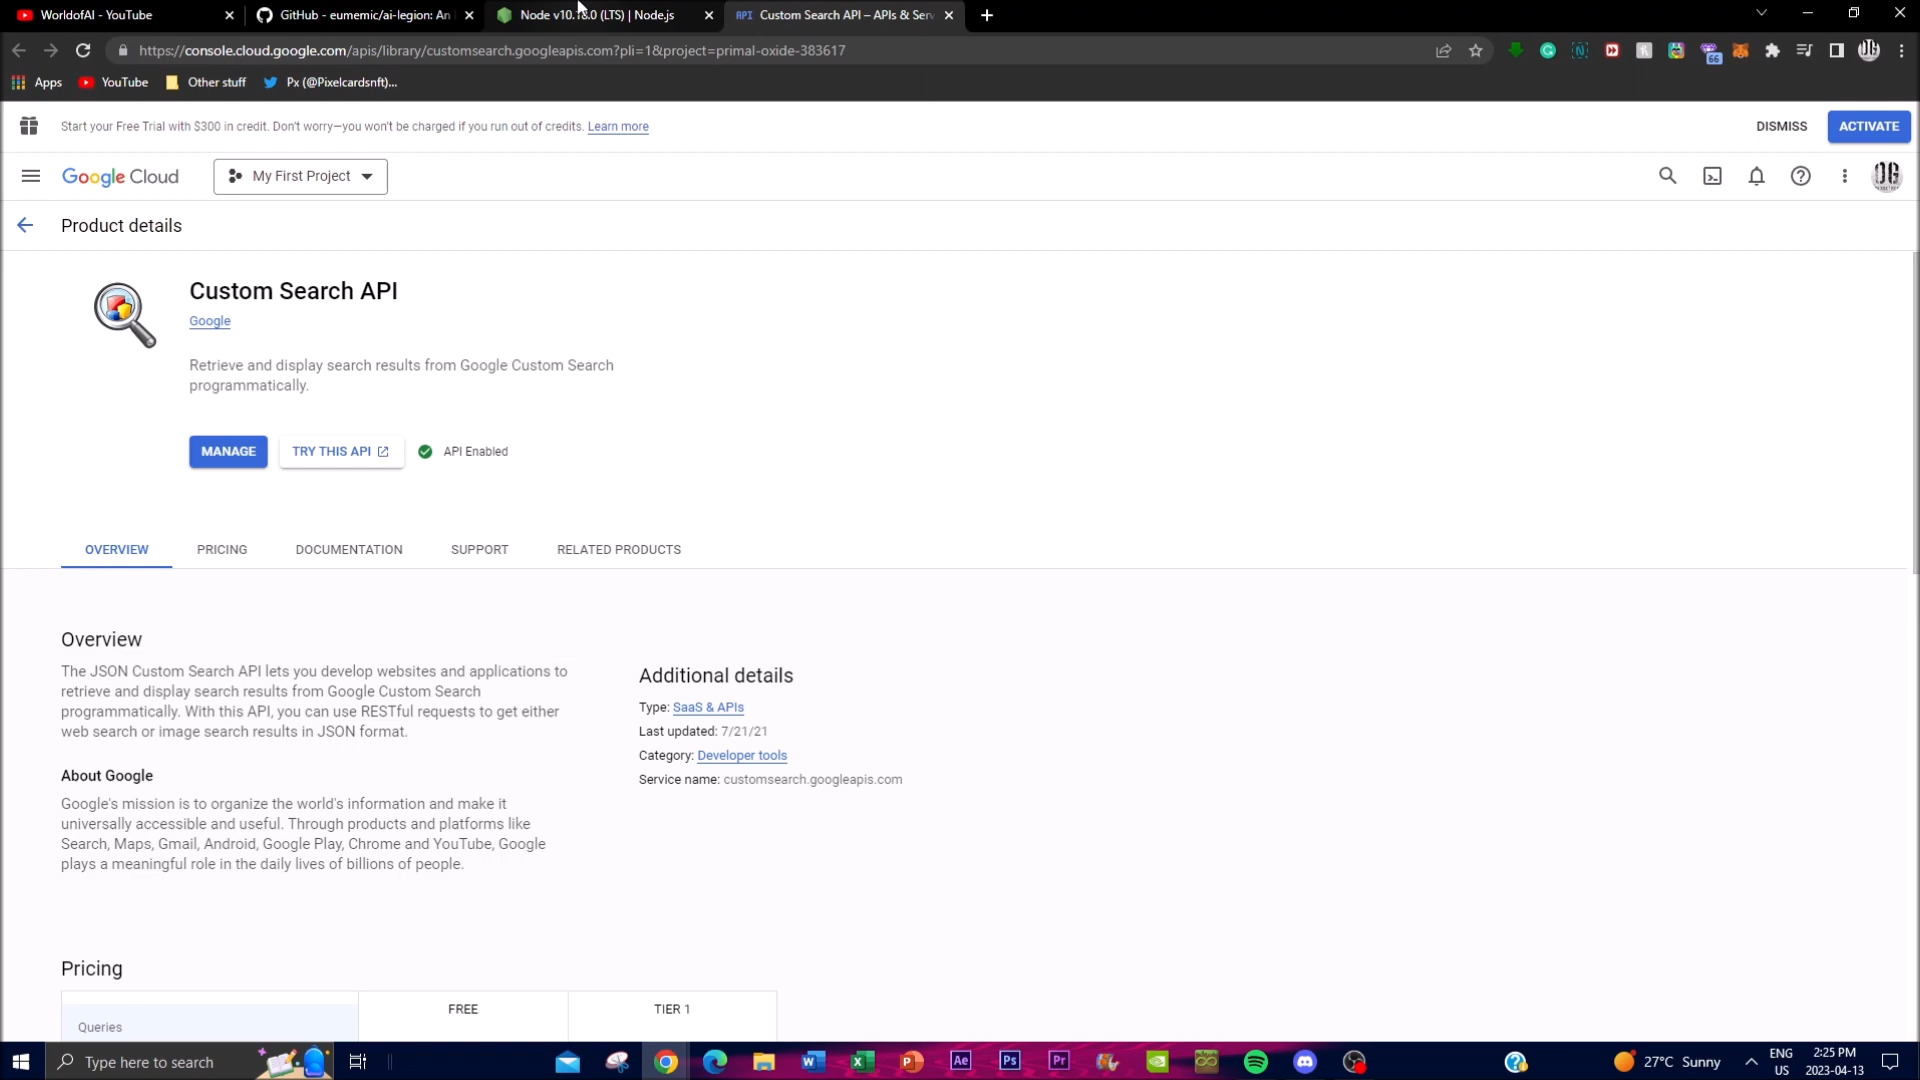 WorldofAI - YouTube
GitHub - eumemic/ai-legion: An
Node v10.18.0 (LTS) | Node.js
API Custom Search API – APIs & Serv
https://console.cloud.google.com/apis/library/customsearch.googleapis.com?pli=1&project=primal-oxide-383617
66
Apps
YouTube
Other stuff
Px (@Pixelcardsnft)...
Start your Free Trial with $300 in credit. Don't worry—you won't be charged if you run out of credits. Learn more
DISMISS
ACTIVATE
Google Cloud
My First Project
Product details
Custom Search API
Google
Retrieve and display search results from Google Custom Search
programmatically.
MANAGE
TRY THIS API
API Enabled
OVERVIEW
PRICING
DOCUMENTATION
SUPPORT
RELATED PRODUCTS
Overview
The JSON Custom Search API lets you develop websites and applications to
retrieve and display search results from Google Custom Search
programmatically. With this API, you can use RESTful requests to get either
web search or image search results in JSON format.
About Google
Google's mission is to organize the world's information and make it
universally accessible and useful. Through products and platforms like
Search, Maps, Gmail, Android, Google Play, Chrome and YouTube, Google
plays a meaningful role in the daily lives of billions of people.
Additional details
Type: SaaS & APIs
Last updated: 7/21/21
Category: Developer tools
Service name: customsearch.googleapis.com
Pricing
FREE
TIER 1
Queries
Type here to search
Ae
Ps
Pr
27°C Sunny
ENG
US
2:25 PM
2023-04-13